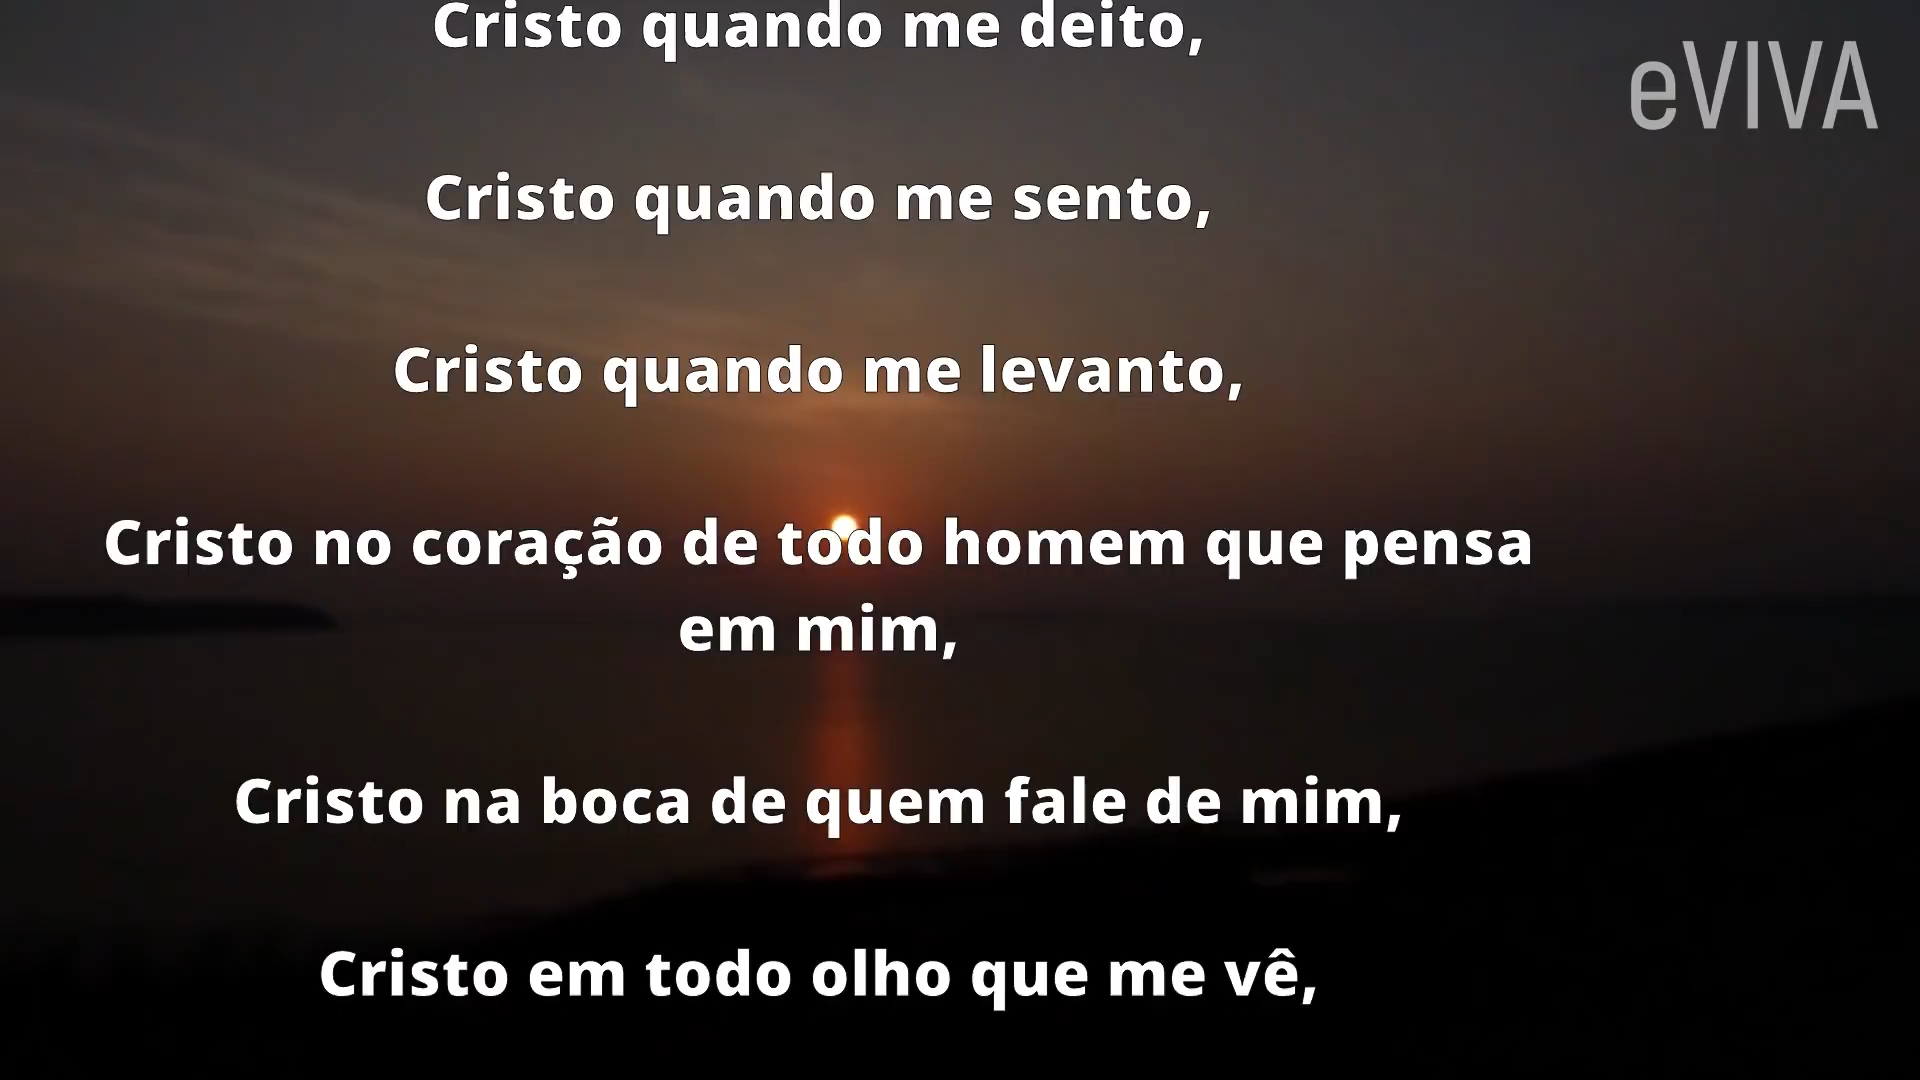 Cristo quando me deito,
eVIVA
Cristo quando me sento,
Cristo quando me levanto,
Cristo no coração de todo homem que pensa
em mim,
Cristo na boca de quem fale de mim,
Cristo em todo olho que me vê,